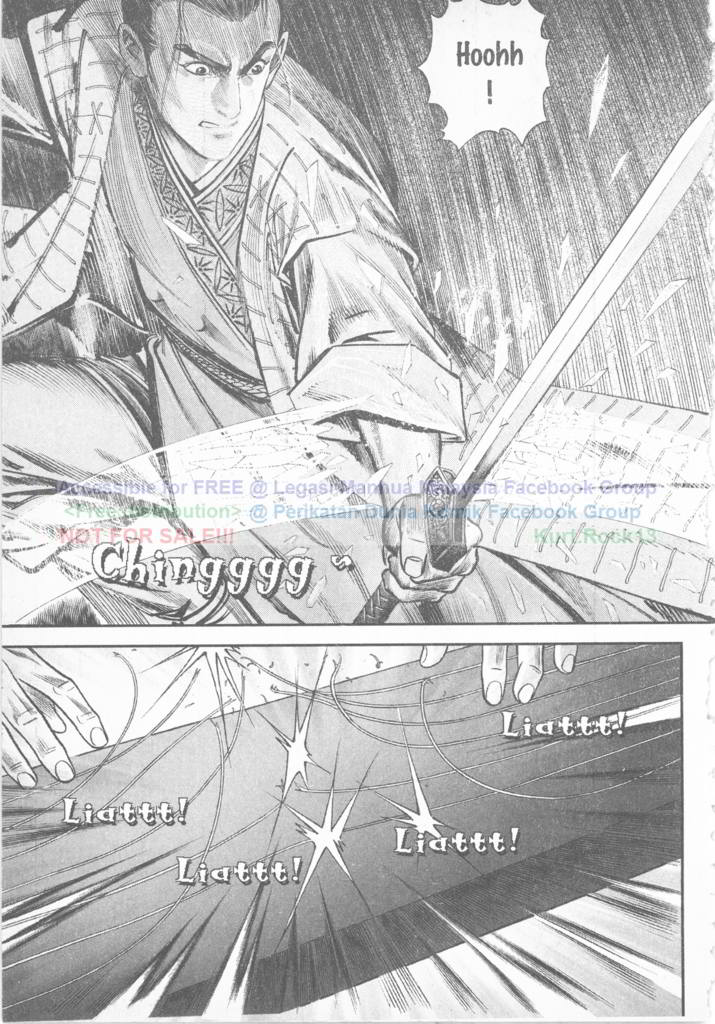 Hoohh
!
Accessible for FREE @ Legasi Manhua Malaysia Facebook Group
<Free distribution> @ Perikatan Dunia Komik Facebook Group
NOT FOR SALE!!! Kurt Rock13
Chingggg
Liattt!
Liattt!
Liattt!
Liattt!